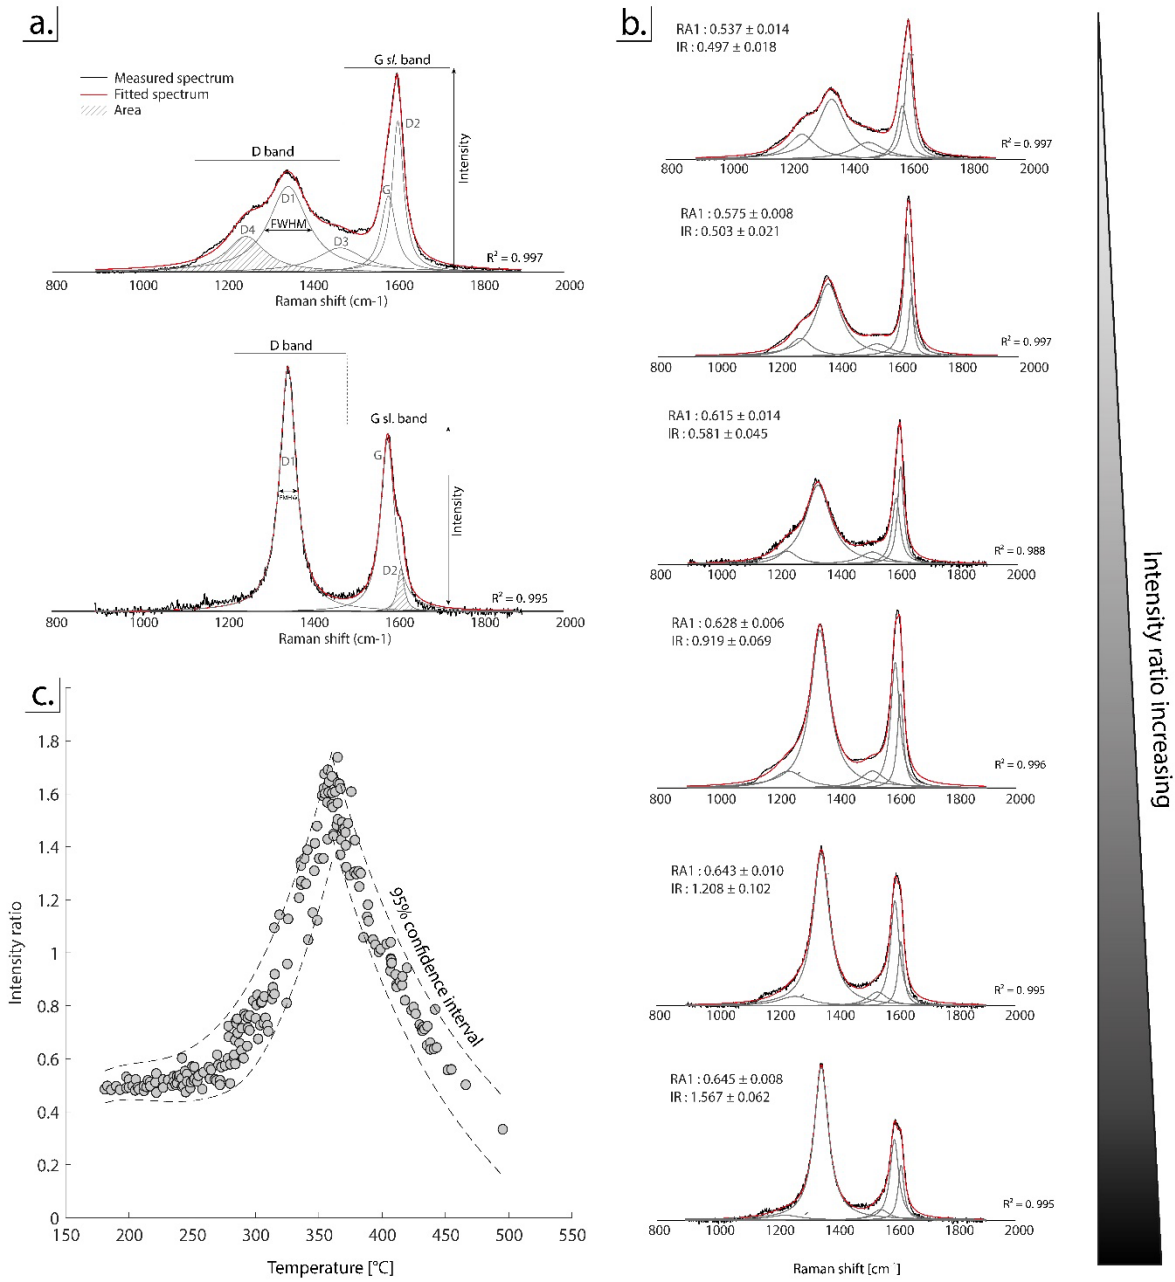 a.
G sl. band
Measured spectrum
Fitted spectrum
Area
D2
D band
Intensity
G
D1
FWHM
D4
D3
R² = 0.997
800 1000 1200 1400 1600 1800 2000
Raman shift (cm-1)
D band
G sl. band
G
D1
Intensity
D2
R² = 0.995
800 1000 1200 1400 1600 1800 2000
Raman shift (cm-1)
b.
RA1 : 0.537 ± 0.014
IR : 0.497 ± 0.018
R² = 0.997
800 1000 1200 1400 1600 1800 2000
RA1 : 0.575 ± 0.008
IR : 0.503 ± 0.021
R² = 0.997
800 1000 1200 1400 1600 1800 2000
RA1 : 0.615 ± 0.014
IR : 0.581 ± 0.045
R² = 0.988
800 1000 1200 1400 1600 1800 2000
RA1 : 0.628 ± 0.006
IR : 0.919 ± 0.069
R² = 0.996
800 1000 1200 1400 1600 1800 2000
RA1 : 0.643 ± 0.010
IR : 1.208 ± 0.102
R² = 0.995
800 1000 1200 1400 1600 1800 2000
RA1 : 0.645 ± 0.008
IR : 1.567 ± 0.062
R² = 0.995
800 1000 1200 1400 1600 1800 2000
Raman shift [cm⁻]
Intensity ratio increasing
c.
1.8
1.6
1.4
1.2
1
0.8
0.6
0.4
0.2
0
Intensity ratio
95% confidence interval
150 200 250 300 350 400 450 500 550
Temperature [°C]